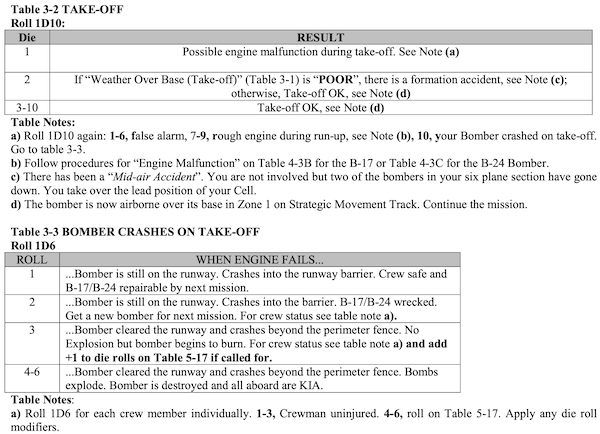 Table 3-2 TAKE-OFF
Roll 1D10:
Die RESULT
1 Possible engine malfunction during take-off. See Note (a)
2 If “Weather Over Base (Take-off)” (Table 3-1) is “POOR”, there is a formation accident, see Note (c);
otherwise, Take-off OK, see Note (d)
3-10 Take-off OK, see Note (d)
Table Notes:
a) Roll 1D10 again: 1-6, false alarm, 7-9, rough engine during run-up, see Note (b), 10, your Bomber crashed on take-off.
Go to table 3-3.
b) Follow procedures for “Engine Malfunction” on Table 4-3B for the B-17 or Table 4-3C for the B-24 Bomber.
c) There has been a “Mid-air Accident”. You are not involved but two of the bombers in your six plane section have gone
down. You take over the lead position of your Cell.
d) The bomber is now airborne over its base in Zone 1 on Strategic Movement Track. Continue the mission.
Table 3-3 BOMBER CRASHES ON TAKE-OFF
Roll 1D6
ROLL WHEN ENGINE FAILS...
1 ...Bomber is still on the runway. Crashes into the runway barrier. Crew safe and
B-17/B-24 repairable by next mission.
2 ...Bomber is still on the runway. Crashes into the barrier. B-17/B-24 wrecked.
Get a new bomber for next mission. For crew status see table note a).
3 ...Bomber cleared the runway and crashes beyond the perimeter fence. No
Explosion but bomber begins to burn. For crew status see table note a) and add
+1 to die rolls on Table 5-17 if called for.
4-6 ...Bomber cleared the runway and crashes beyond the perimeter fence. Bombs
explode. Bomber is destroyed and all aboard are KIA.
Table Notes:
a) Roll 1D6 for each crew member individually. 1-3, Crewman uninjured. 4-6, roll on Table 5-17. Apply any die roll
modifiers.